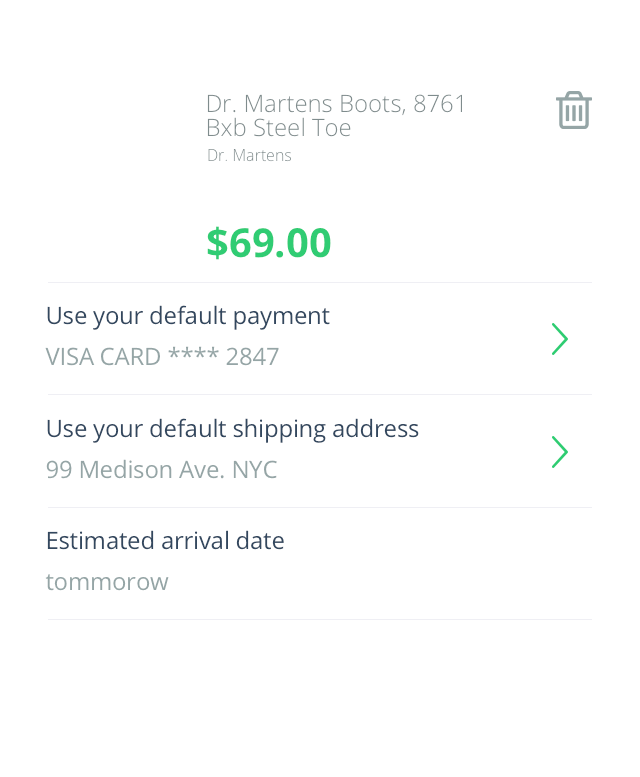 Dr. Martens Boots, 8761
Bxb Steel Toe
Dr. Martens
$69.00
Use your default payment
VISA CARD **** 2847
Use your default shipping address
99 Medison Ave. NYC
Estimated arrival date
tommorow